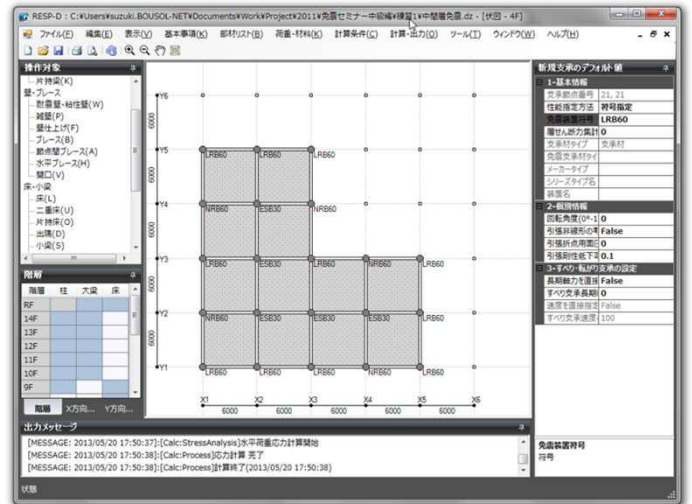 RESP-D : C:¥Users¥suzuki.BOUSOL-NET¥Documents¥Work¥Project¥2011¥免震セミナー中級編¥練習1¥中間層免震.dz - [伏図 - 4F]
ファイル(F) 編集(E) 表示(V) 基本事項(K) 部材リスト(B) 荷重・材料(K) 計算条件(C) 計算・出力(O) ツール(T) ウィンドウ(W) ヘルプ(H)
操作対象
片持梁(K)
壁・ブレース
耐震壁・袖柱壁(W)
雑壁(P)
壁仕上げ(F)
ブレース(B)
節点間ブレース(A)
水平ブレース(H)
開口(V)
床・小梁
床(L)
二重床(U)
片持床(O)
出隅(D)
小梁(S)
階層
階層 柱 大梁 床
RF
14F
13F
12F
11F
10F
9F
階層 X方向... Y方向...
Y6
6000
Y5 LRB60 LRB60 LRB60
6000
Y4 NRB60 ESB30 NRB60
6000
Y3 LRB60 ESB30 LRB60 NRB60 LRB60
6000
Y2 NRB60 ESB30 ESB30 ESB30 LRB60
6000
Y1 LRB60 LRB60 LRB60 NRB60 LRB60
X1 X2 X3 X4 X5 X6
6000 6000 6000 6000 6000
新規支承のデフォルト値
1-基本情報
支承節点番号 21, 21
性能指定方法 符号指定
免震装置符号 LRB60
層せん断力集計 0
支承材タイプ 支承材
免震支承材タイ
メーカータイプ
シリーズタイプ名
装置名
2-個別情報
回転角度(0°-1 0
引張非線形の考 False
引張折点用面圧 0
引張剛性低下率 0.1
3-すべり・転がり支承の設定
長期軸力を直接 False
すべり支承長期 0
速度を直接指定 False
すべり支承速度 100
免震装置符号
符号
出力メッセージ
[MESSAGE: 2013/05/20 17:50:37]:[Calc:StressAnalysis]水平荷重応力計算開始
[MESSAGE: 2013/05/20 17:50:38]:[Calc:Process]応力計算 完了
[MESSAGE: 2013/05/20 17:50:38]:[Calc:Process]計算終了(2013/05/20 17:50:38)
状態